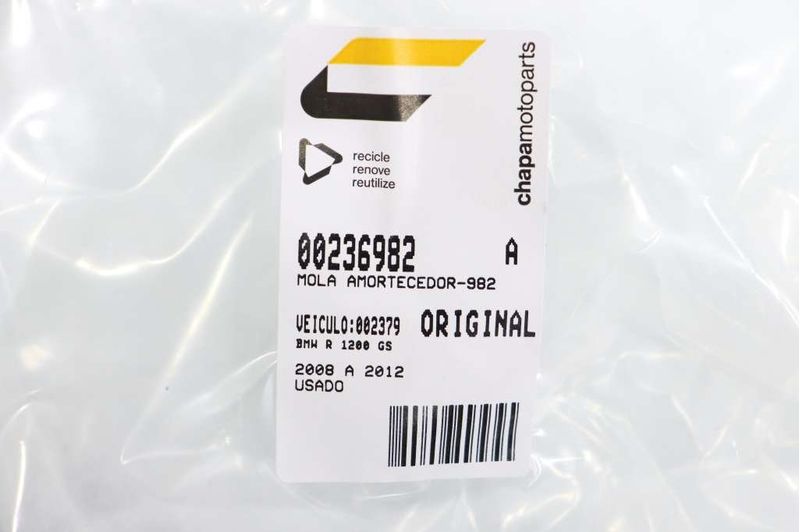 recicle
renove
reutilize
chapamotoparts
00236982 A
MOLA AMORTECEDOR-982
VEICULO:002379 ORIGINAL
BMW R 1200 GS
2008 A 2012
USADO